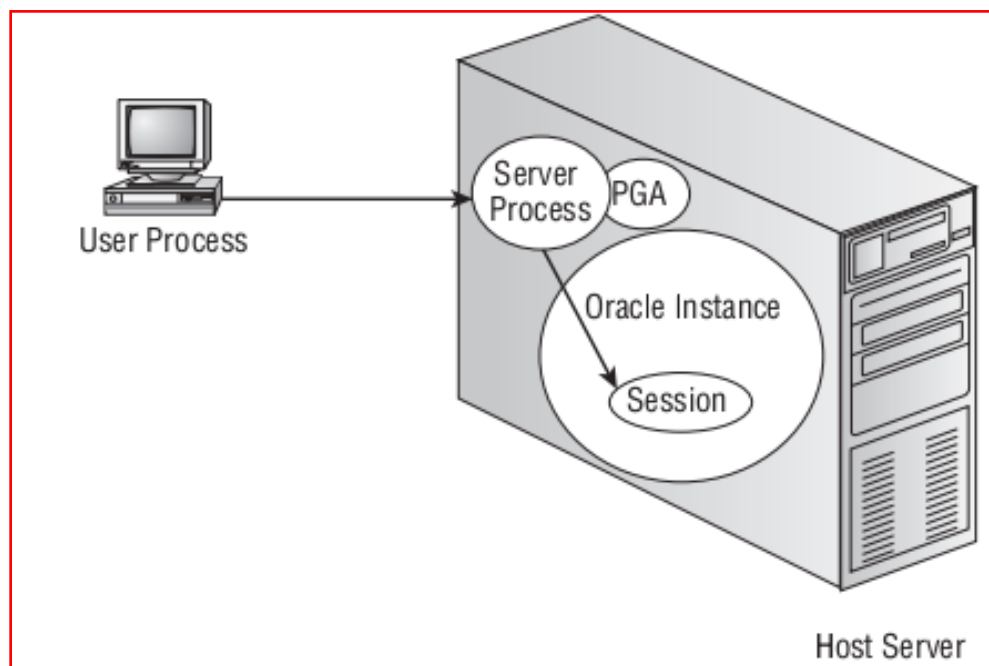 Server
Process
PGA
User Process
Oracle Instance
Session
Host Server